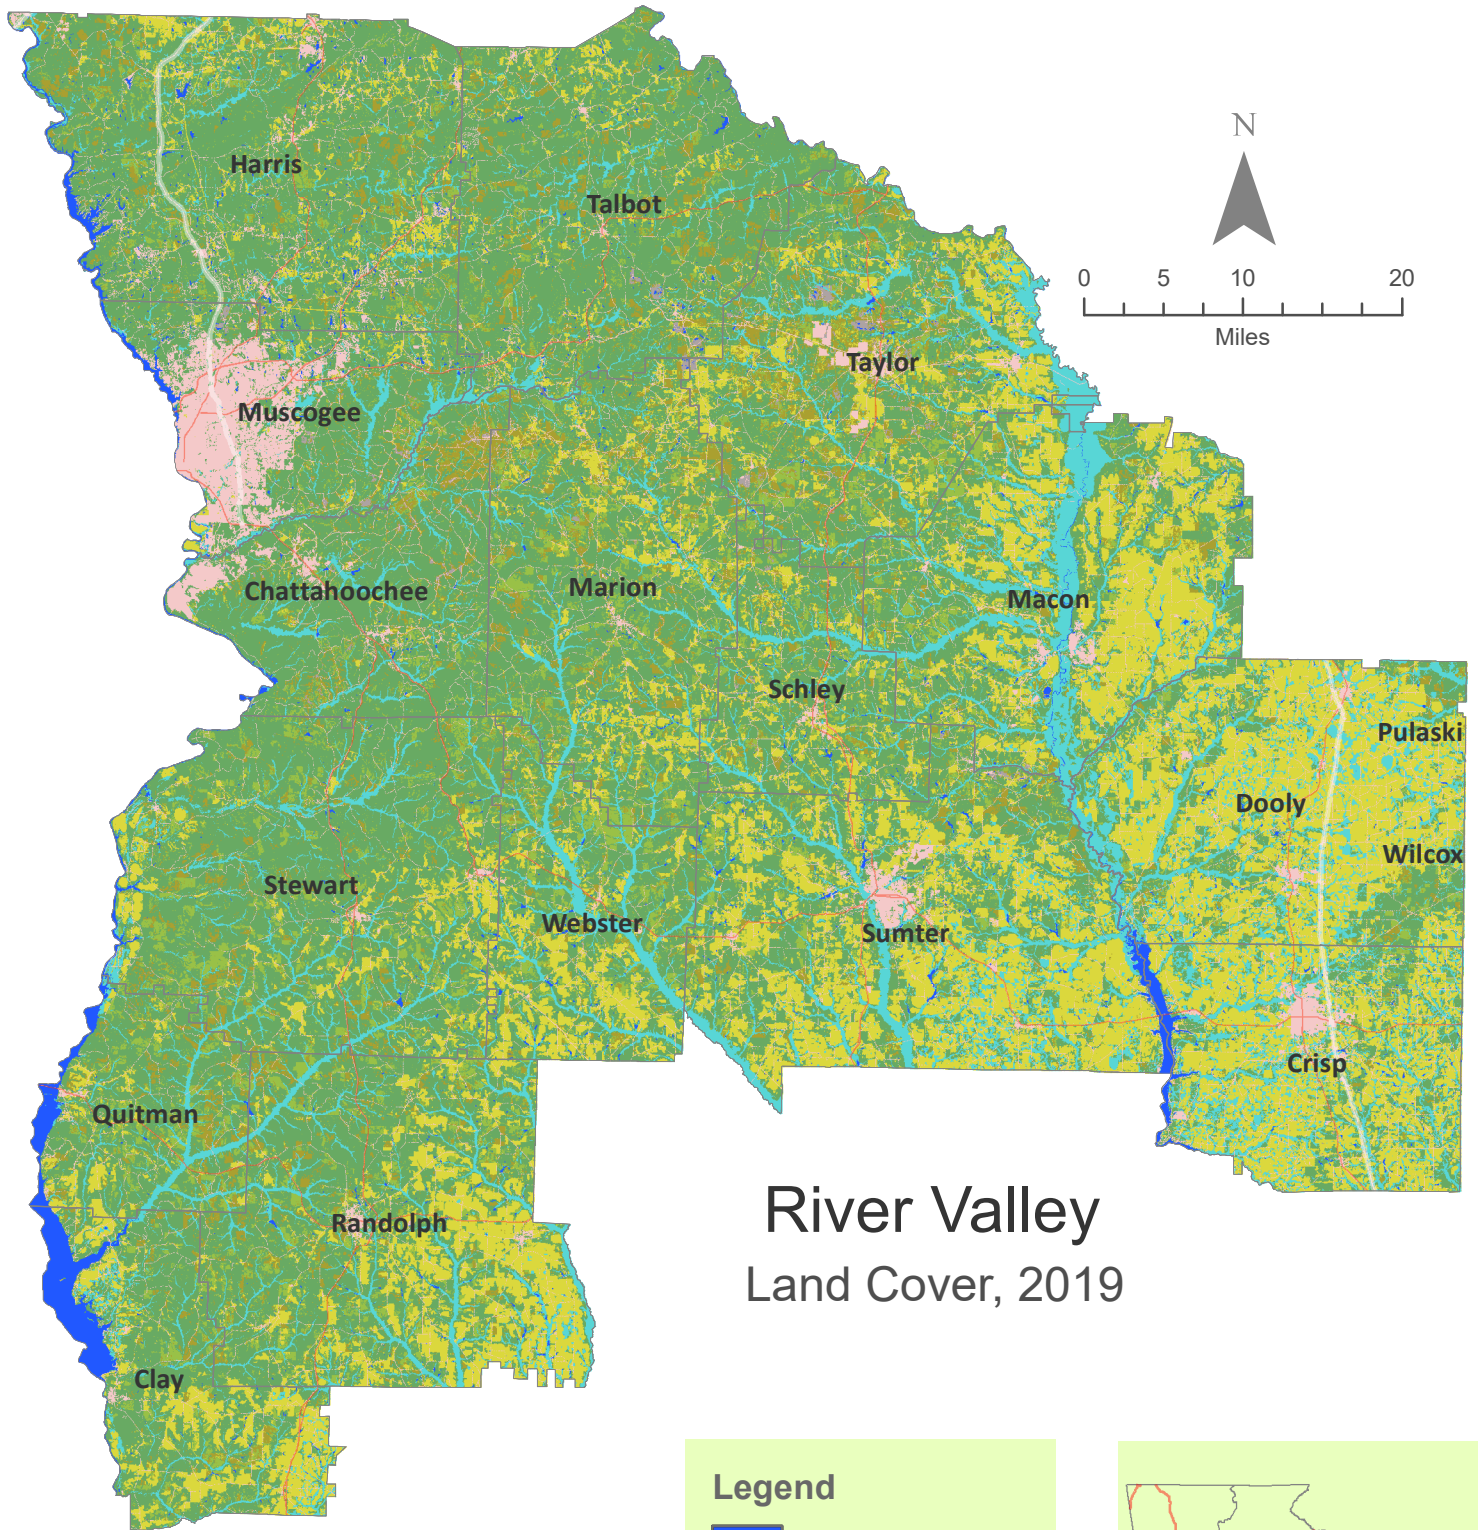 N
0 5 10 20
Miles
Harris
Talbot
Taylor
Muscogee
Chattahoochee
Marion
Macon
Schley
Pulaski
Dooly
Wilcox
Stewart
Webster
Sumter
Crisp
Quitman
Randolph
Clay
River Valley
Land Cover, 2019
Legend